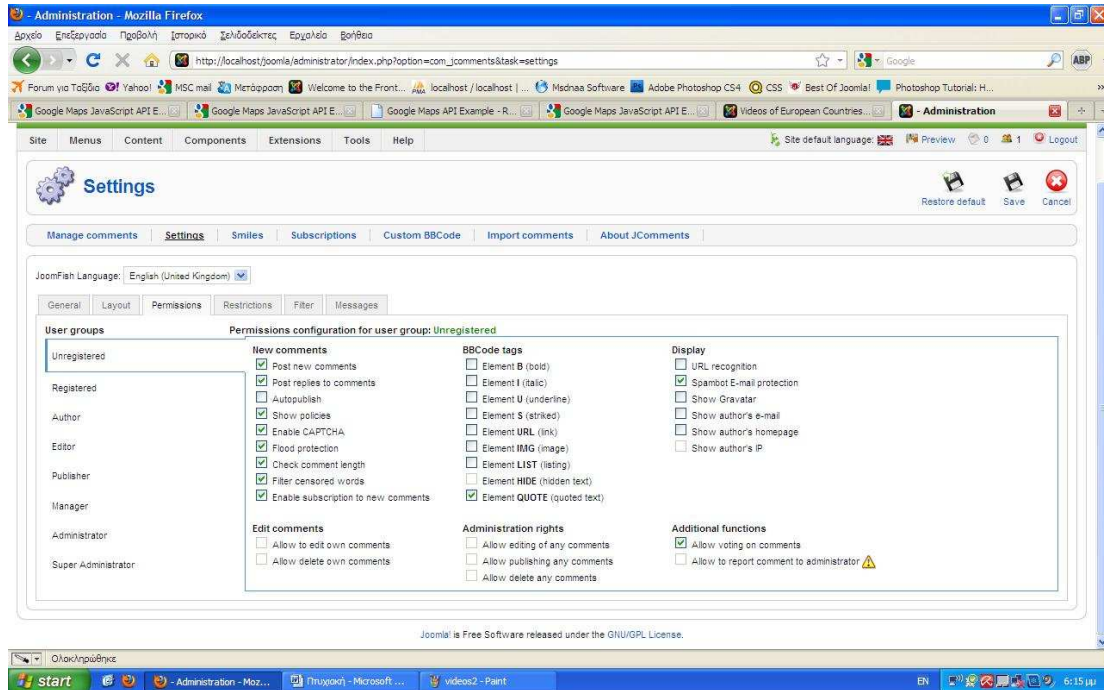 - Administration - Mozilla Firefox
Αρχείο Επεξεργασία Προβολή Ιστορικό Σελιδοδείκτες Εργαλεία Βοήθεια
http://localhost/joomla/administrator/index.php?option=com_jcomments&task=settings
Google
ABP
Forum για Ταξίδια Yahoo! MSC mail Μετάφραση Welcome to the Front... localhost / localhost | ... Msdnaa Software Adobe Photoshop CS4 CSS Best Of Joomla! Photoshop Tutorial: H... »
Google Maps JavaScript API E... Google Maps JavaScript API E... Google Maps API Example - R... Google Maps JavaScript API E... Videos of European Countries... - Administration
Site Menus Content Components Extensions Tools Help Site default language: Preview 0 1 Logout
Settings
Restore default Save Cancel
Manage comments Settings Smiles Subscriptions Custom BBCode Import comments About JComments
JoomFish Language: English (United Kingdom)
General Layout Permissions Restrictions Filter Messages
User groups
Unregistered
Registered
Author
Editor
Publisher
Manager
Administrator
Super Administrator
Permissions configuration for user group: Unregistered
New comments
Post new comments
Post replies to comments
Autopublish
Show policies
Enable CAPTCHA
Flood protection
Check comment length
Filter censored words
Enable subscription to new comments
BBCode tags
Element B (bold)
Element I (italic)
Element U (underline)
Element S (striked)
Element URL (link)
Element IMG (image)
Element LIST (listing)
Element HIDE (hidden text)
Element QUOTE (quoted text)
Display
URL recognition
Spambot E-mail protection
Show Gravatar
Show author's e-mail
Show author's homepage
Show author's IP
Edit comments
Allow to edit own comments
Allow delete own comments
Administration rights
Allow editing of any comments
Allow publishing any comments
Allow delete any comments
Additional functions
Allow voting on comments
Allow to report comment to administrator
Joomla! is Free Software released under the GNU/GPL License.
Ολοκληρώθηκε
start - Administration - Moz... Πτυχιακή - Microsoft ... videos2 - Paint EN 6:15 μμ